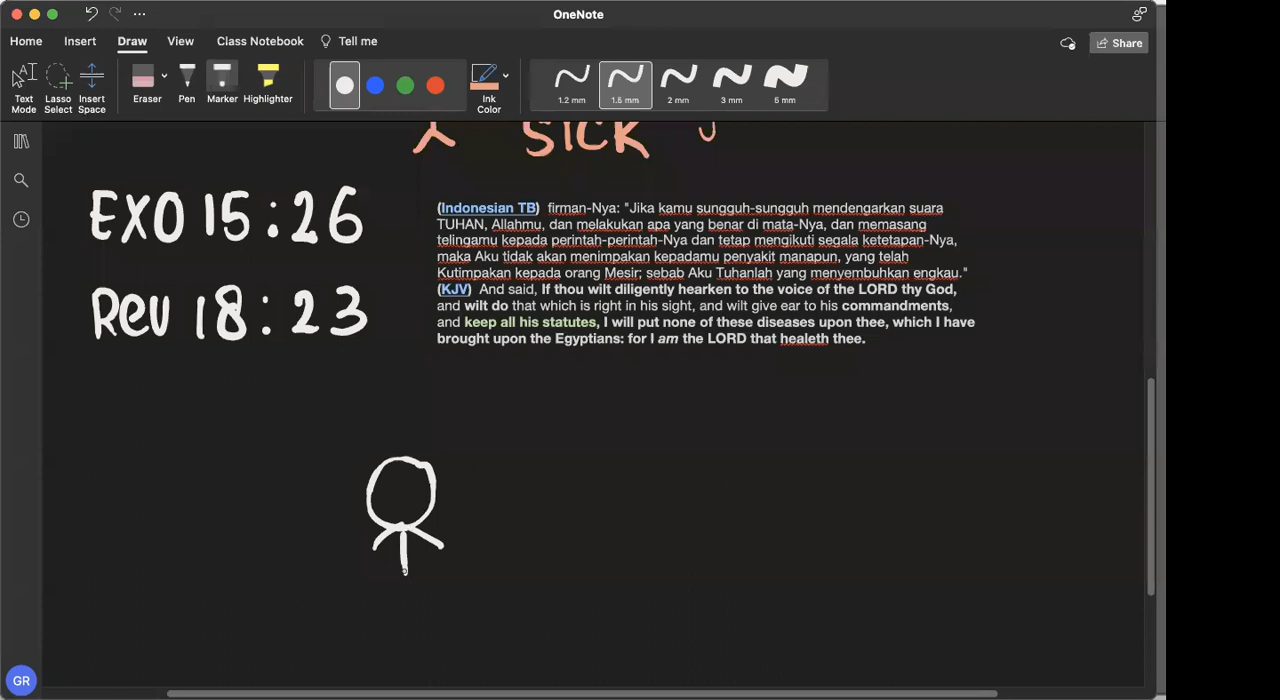 OneNote
Home Insert Draw View Class Notebook Tell me
Share
Text Mode
Lasso Select
Insert Space
Eraser
Pen
Marker
Highlighter
Ink Color
1.2 mm
1.5 mm
2 mm
3 mm
5 mm
SICK
EXO 15:26
Rev 18:23
(Indonesian TB) firman-Nya: "Jika kamu sungguh-sungguh mendengarkan suara
TUHAN, Allahmu, dan melakukan apa yang benar di mata-Nya, dan memasang
telingamu kepada perintah-perintah-Nya dan tetap mengikuti segala ketetapan-Nya,
maka Aku tidak akan menimpakan kepadamu penyakit manapun, yang telah
Kutimpakan kepada orang Mesir; sebab Aku Tuhanlah yang menyembuhkan engkau."
(KJV) And said, If thou wilt diligently hearken to the voice of the LORD thy God,
and wilt do that which is right in his sight, and wilt give ear to his commandments,
and keep all his statutes, I will put none of these diseases upon thee, which I have
brought upon the Egyptians: for I am the LORD that healeth thee.
GR